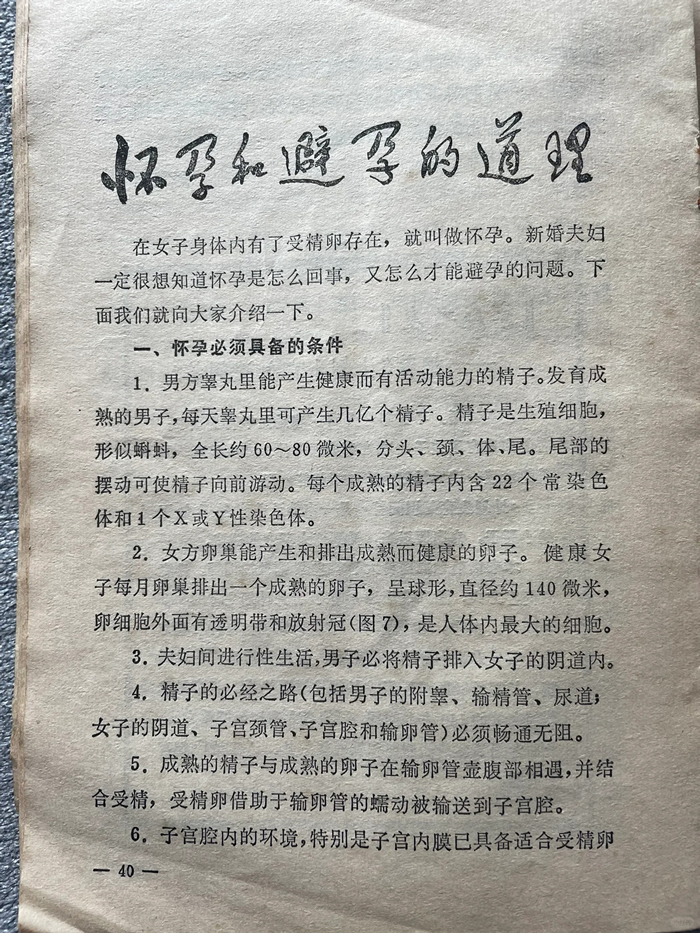 怀孕和避孕的道理
在女子身体内有了受精卵存在，就叫做怀孕。新婚夫妇
一定很想知道怀孕是怎么回事，又怎么才能避孕的问题。下
面我们就向大家介绍一下。
一、怀孕必须具备的条件
1．男方睾丸里能产生健康而有活动能力的精子。发育成
熟的男子，每天睾丸里可产生几亿个精子。精子是生殖细胞，
形似蝌蚪，全长约60～80微米，分头、颈、体、尾。尾部的
摆动可使精子向前游动。每个成熟的精子内含22个常染色
体和1个X或Y性染色体。
2．女方卵巢能产生和排出成熟而健康的卵子。健康女
子每月卵巢排出一个成熟的卵子，呈球形，直径约140微米，
卵细胞外面有透明带和放射冠(图7)，是人体内最大的细胞。
3．夫妇间进行性生活，男子必将精子排入女子的阴道内。
4．精子的必经之路(包括男子的附睾、输精管、尿道；
女子的阴道、子宫颈管、子宫腔和输卵管)必须畅通无阻。
5．成熟的精子与成熟的卵子在输卵管壶腹部相遇，并结
合受精，受精卵借助于输卵管的蠕动被输送到子宫腔。
6．子宫腔内的环境，特别是子宫内膜已具备适合受精卵
— 40 —